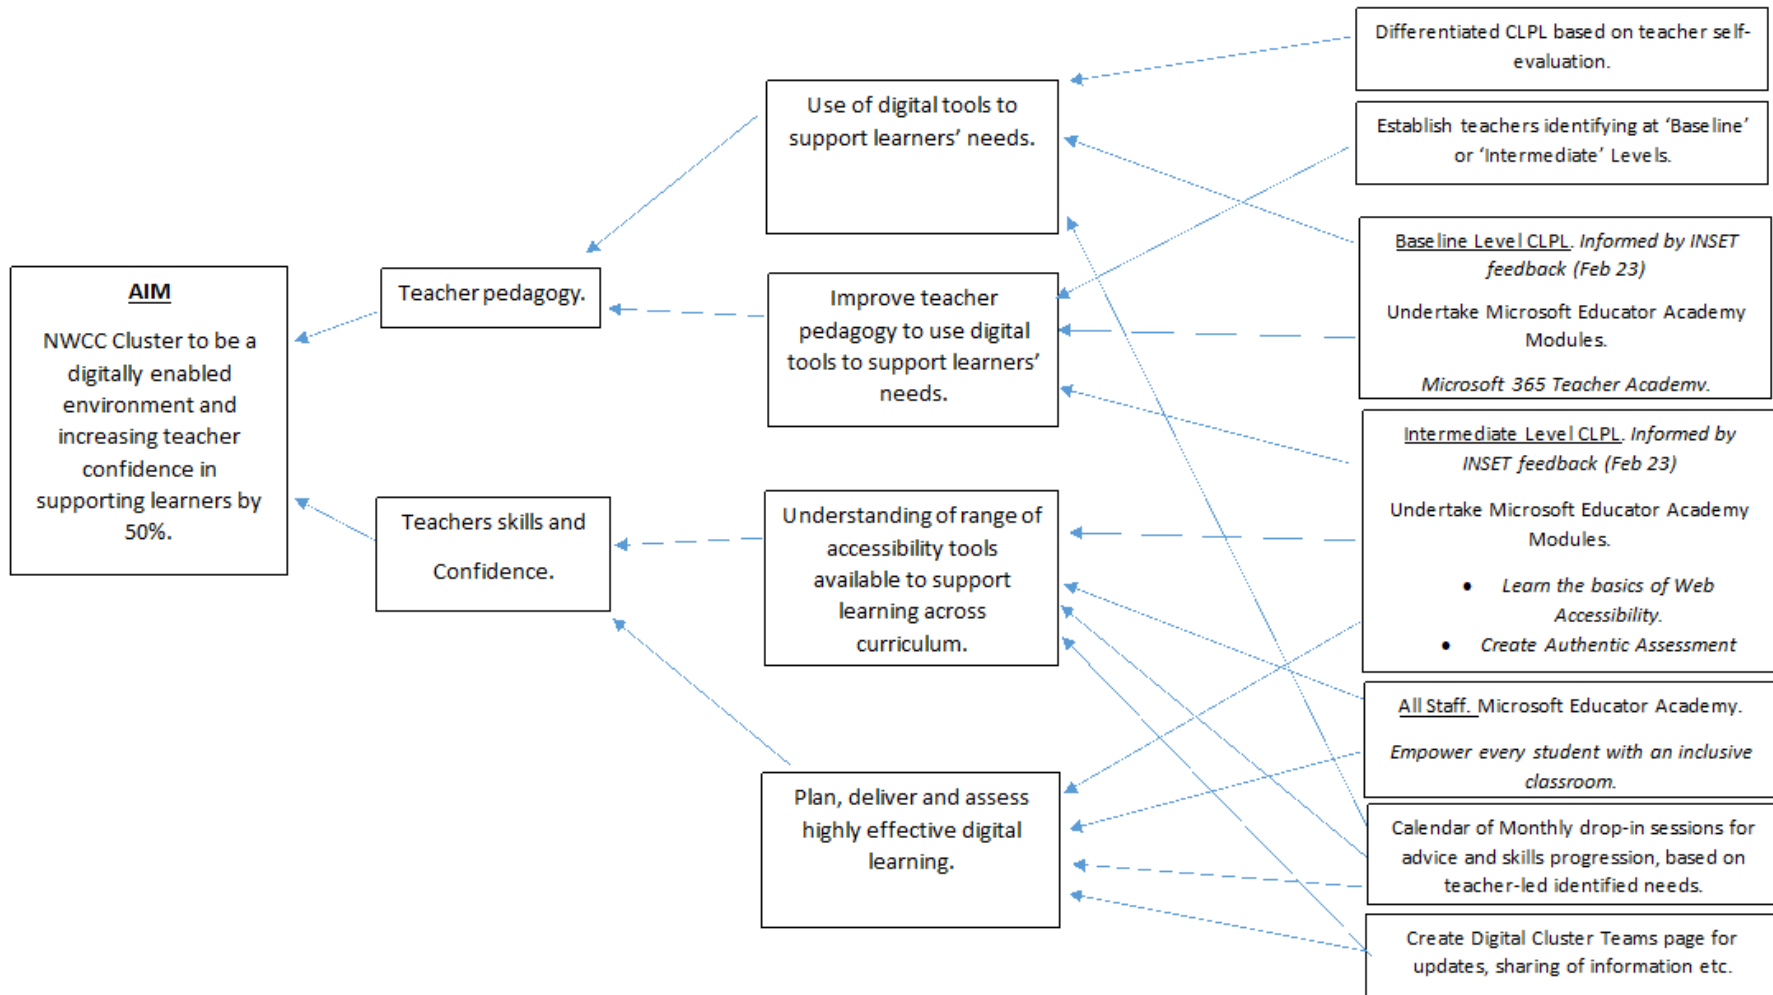 AIM
NWCC Cluster to be a
digitally enabled
environment and
increasing teacher
confidence in
supporting learners by
50%.
Teacher pedagogy.
Teachers skills and
Confidence.
Use of digital tools to
support learners’ needs.
Improve teacher
pedagogy to use digital
tools to support learners’
needs.
Understanding of range of
accessibility tools
available to support
learning across
curriculum.
Plan, deliver and assess
highly effective digital
learning.
Differentiated CLPL based on teacher self-
evaluation.
Establish teachers identifying at ‘Baseline’
or ‘Intermediate’ Levels.
Baseline Level CLPL. Informed by INSET
feedback (Feb 23)
Undertake Microsoft Educator Academy
Modules.
Microsoft 365 Teacher Academy.
Intermediate Level CLPL. Informed by
INSET feedback (Feb 23)
Undertake Microsoft Educator Academy
Modules.
• Learn the basics of Web
Accessibility.
• Create Authentic Assessment
All Staff. Microsoft Educator Academy.
Empower every student with an inclusive
classroom.
Calendar of Monthly drop-in sessions for
advice and skills progression, based on
teacher-led identified needs.
Create Digital Cluster Teams page for
updates, sharing of information etc.